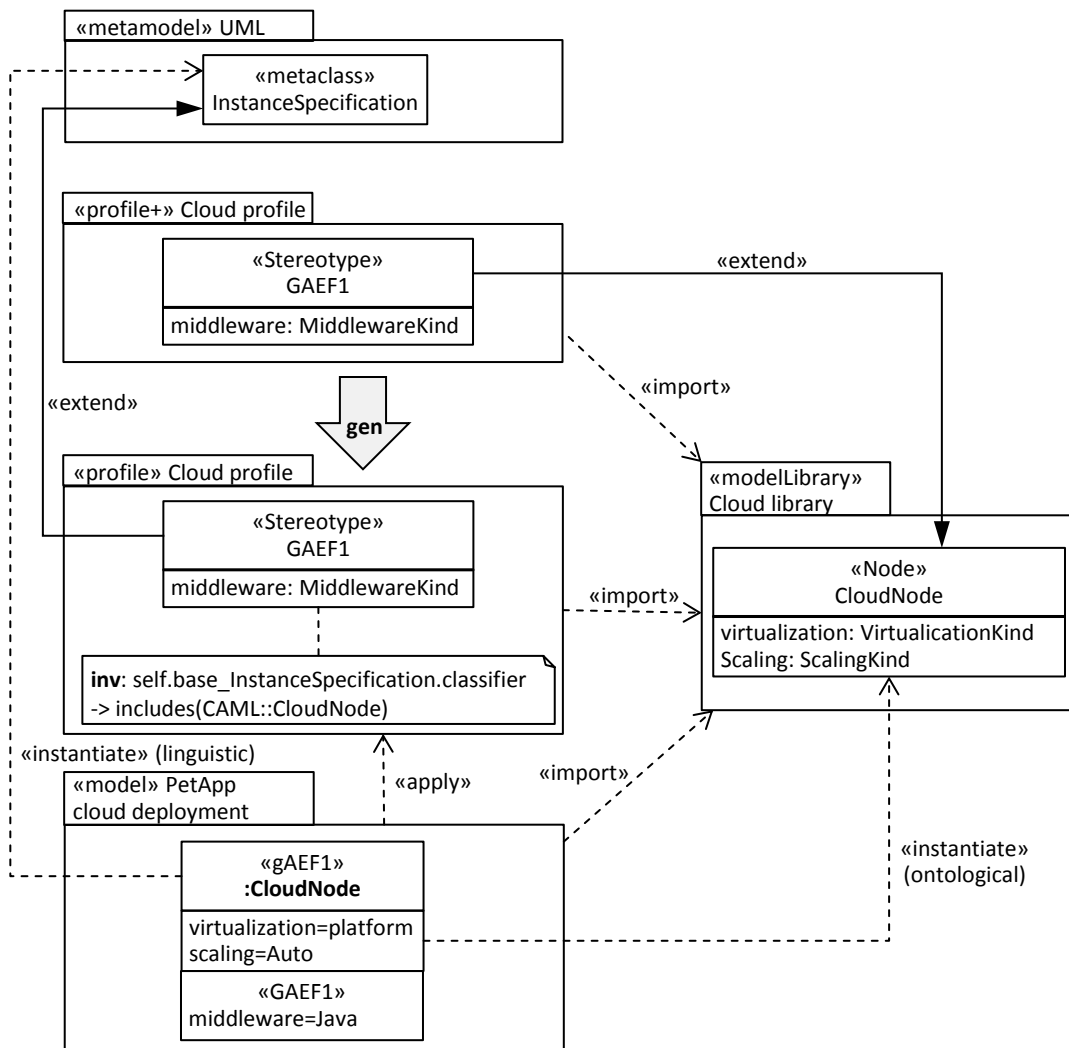 «metamodel» UML
«metaclass»
InstanceSpecification
«profile+» Cloud profile
«Stereotype»
GAEF1
middleware: MiddlewareKind
«extend»
«import»
«extend»
gen
«profile» Cloud profile
«Stereotype»
GAEF1
middleware: MiddlewareKind
inv: self.base_InstanceSpecification.classifier
-> includes(CAML::CloudNode)
«import»
«modelLibrary»
Cloud library
«Node»
CloudNode
virtualization: VirtualicationKind
Scaling: ScalingKind
«instantiate» (linguistic)
«apply»
«import»
«instantiate»
(ontological)
«model» PetApp
cloud deployment
«gAEF1»
:CloudNode
virtualization=platform
scaling=Auto
«GAEF1»
middleware=Java